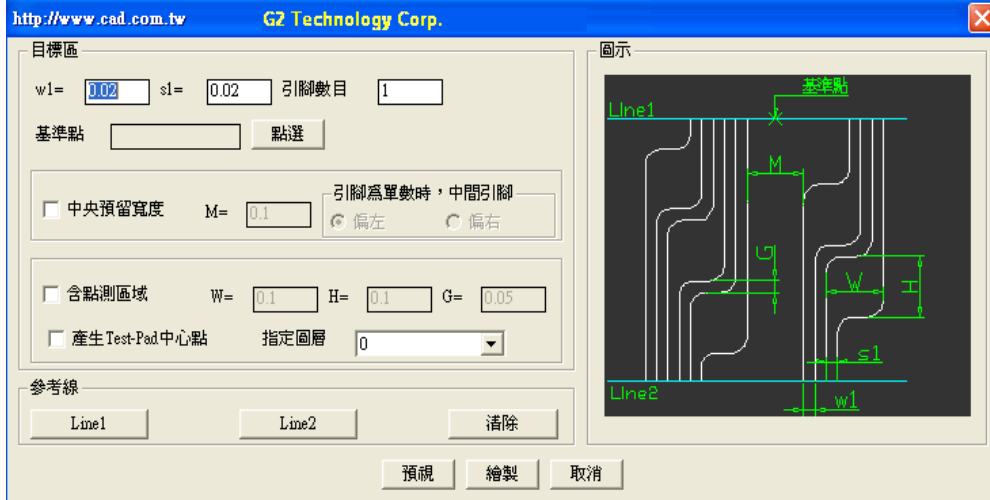 http://www.cad.com.tw G2 Technology Corp.
目標區
w1= 0.02 s1= 0.02 引腳數目 1
基準點 點選
中央預留寬度 M= 0.1
引腳爲單數時，中間引腳
偏左 偏右
含點測區域 W= 0.1 H= 0.1 G= 0.05
產生Test-Pad中心點 指定圖層 0
參考線
Line1 Line2 清除
圖示
基準點
LIne1
M
G
W
H
s1
LIne2
w1
預視 繪製 取消